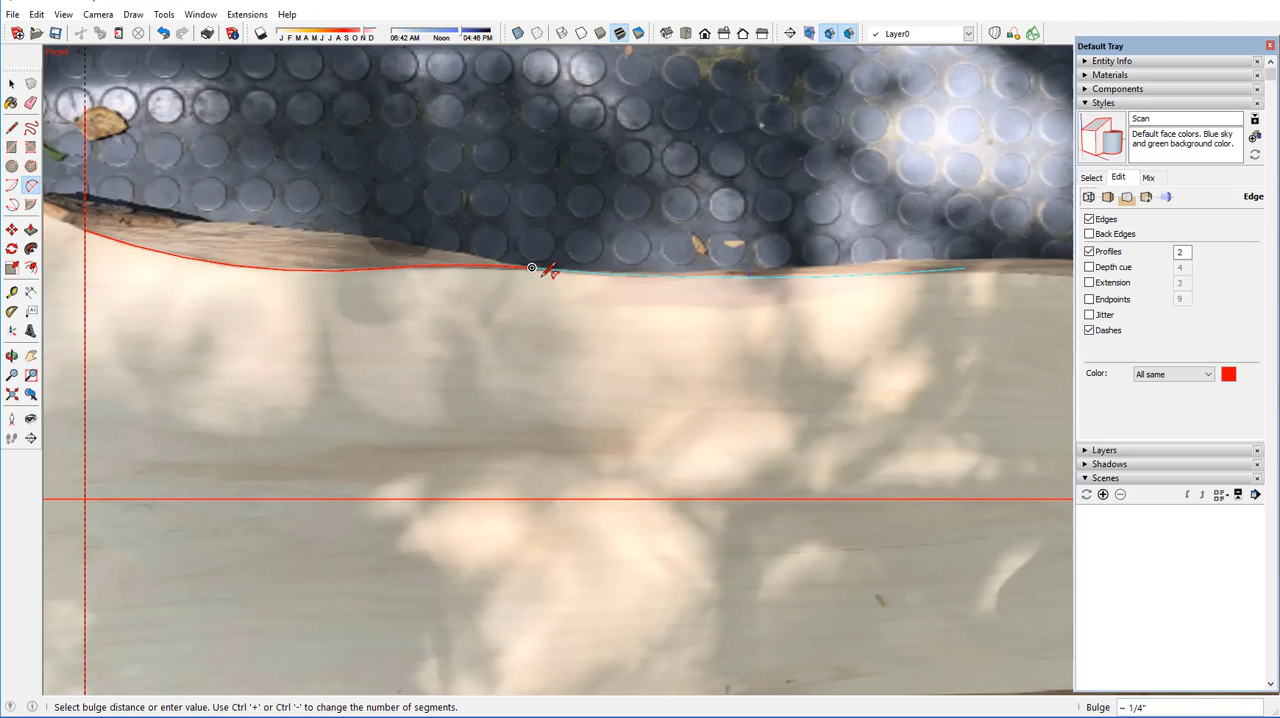 File Edit View Camera Draw Tools Window Extensions Help
J F M A M J J A S O N D 06:42 AM Noon 04:46 PM ✓ Layer0
Front
Default Tray
Entity Info
Materials
Components
Styles
Scan
Default face colors. Blue sky
and green background color.
Select Edit Mix
Edge
Edges
Back Edges
Profiles 2
Depth cue 4
Extension 3
Endpoints 9
Jitter
Dashes
Color: All same
Layers
Shadows
Scenes
Select bulge distance or enter value. Use Ctrl '+' or Ctrl '-' to change the number of segments. Bulge ~ 1/4"